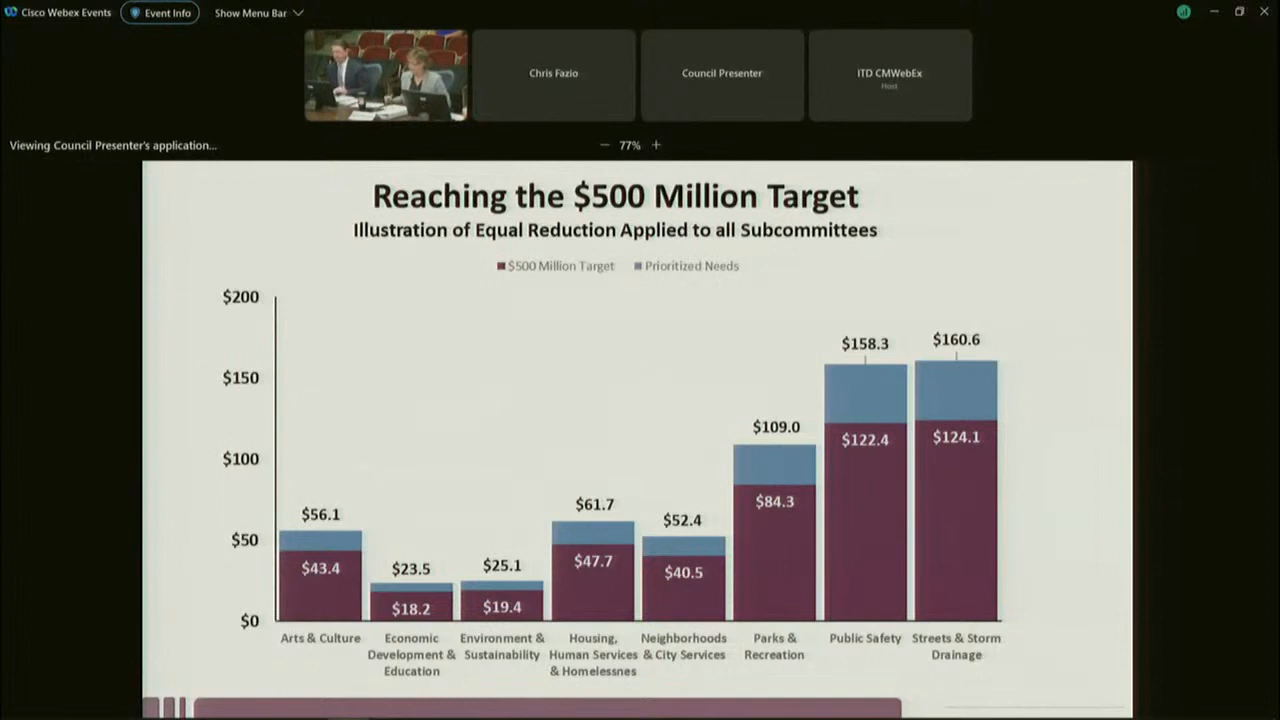 Cisco Webex Events
Event Info
Show Menu Bar
Chris Fazio
Council Presenter
ITD CMWebEx
Host
Viewing Council Presenter's application...
77%
Reaching the $500 Million Target
Illustration of Equal Reduction Applied to all Subcommittees
$500 Million Target
Prioritized Needs
$200
$150
$100
$50
$0
$56.1
$43.4
$23.5
$18.2
$25.1
$19.4
$61.7
$47.7
$52.4
$40.5
$109.0
$84.3
$158.3
$122.4
$160.6
$124.1
Arts & Culture
Economic
Development &
Education
Environment &
Sustainability
Housing,
Human Services
& Homelessnes
Neighborhoods
& City Services
Parks &
Recreation
Public Safety
Streets & Storm
Drainage